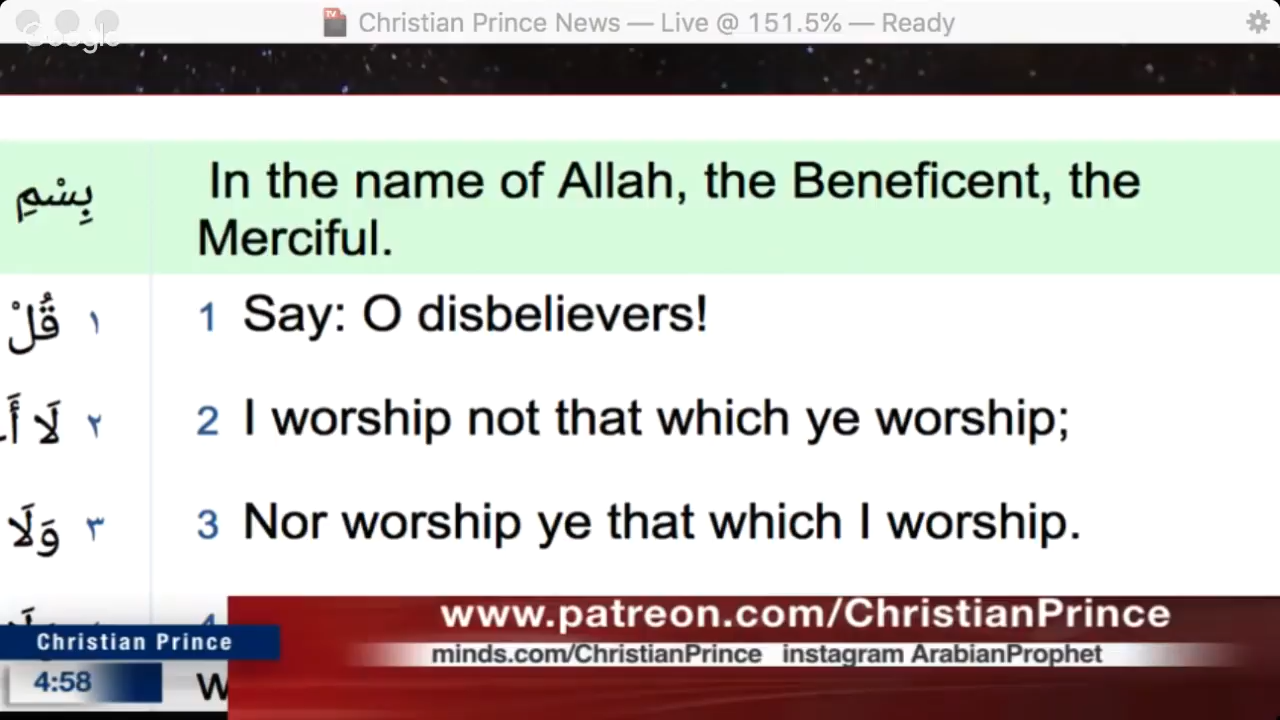 Christian Prince News — Live @ 151.5% — Ready
Google
بِسْمِ
In the name of Allah, the Beneficent, the
Merciful.
قُلْ ١
1 Say: O disbelievers!
لَا ٢
2 I worship not that which ye worship;
وَلَا ٣
3 Nor worship ye that which I worship.
4
www.patreon.com/ChristianPrince
Christian Prince
minds.com/ChristianPrince instagram ArabianProphet
4:58